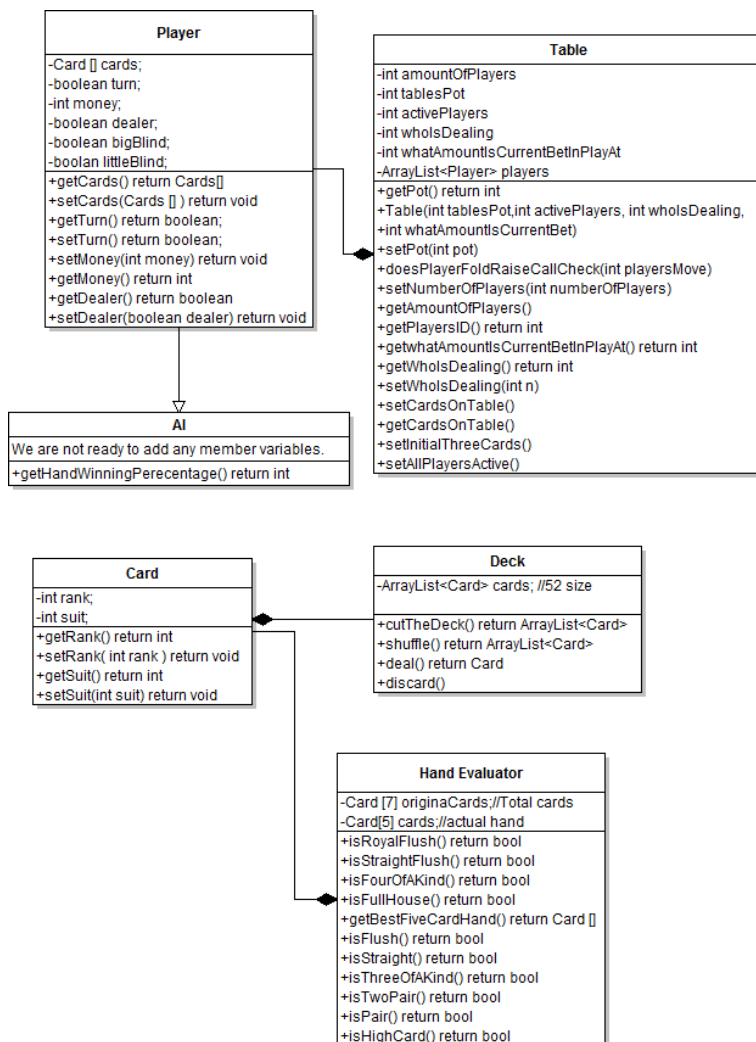 Player
-Card [] cards;
-boolean turn;
-int money;
-boolean dealer;
-boolean bigBlind;
-boolan littleBlind;
+getCards() return Cards[]
+setCards(Cards [] ) return void
+getTurn() return boolean;
+setTurn() return boolean;
+setMoney(int money) return void
+getMoney() return int
+getDealer() return boolean
+setDealer(boolean dealer) return void
Table
-int amountOfPlayers
-int tablesPot
-int activePlayers
-int whoIsDealing
-int whatAmountIsCurrentBetInPlayAt
-ArrayList<Player> players
+getPot() return int
+Table(int tablesPot,int activePlayers, int whoIsDealing,
+int whatAmountIsCurrentBet)
+setPot(int pot)
+doesPlayerFoldRaiseCallCheck(int playersMove)
+setNumberOfPlayers(int numberOfPlayers)
+getAmountOfPlayers()
+getPlayersID() return int
+getwhatAmountIsCurrentBetInPlayAt() return int
+getWhoIsDealing() return int
+setWhoIsDealing(int n)
+setCardsOnTable()
+getCardsOnTable()
+setInitialThreeCards()
+setAllPlayersActive()
AI
We are not ready to add any member variables.
+getHandWinningPerecentage() return int
Card
-int rank;
-int suit;
+getRank() return int
+setRank( int rank ) return void
+getSuit() return int
+setSuit(int suit) return void
Deck
-ArrayList<Card> cards; //52 size
+cutTheDeck() return ArrayList<Card>
+shuffle() return ArrayList<Card>
+deal() return Card
+discard()
Hand Evaluator
-Card [7] originaCards;//Total cards
-Card[5] cards;//actual hand
+isRoyalFlush() return bool
+isStraightFlush() return bool
+isFourOfAKind() return bool
+isFullHouse() return bool
+getBestFiveCardHand() return Card []
+isFlush() return bool
+isStraight() return bool
+isThreeOfAKind() return bool
+isTwoPair() return bool
+isPair() return bool
+isHighCard() return bool